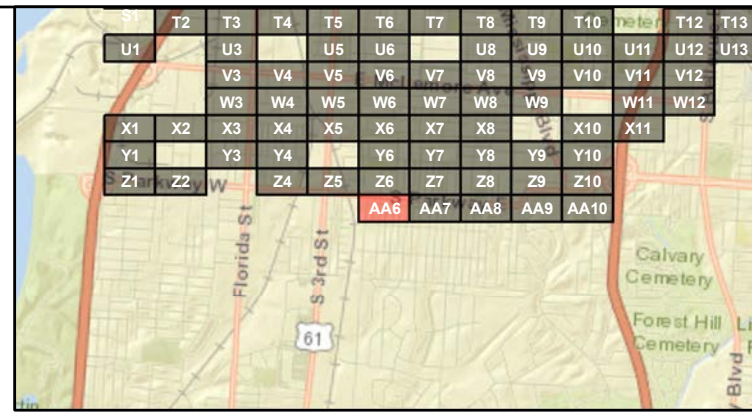 S1 T2 T3 T4 T5 T6 T7 T8 T9 T10 T12 T13
U1 U3 U5 U6 U8 U9 U10 U11 U12 U13
V3 V4 V5 V6 V7 V8 V9 V10 V11 V12
E McLemore Ave
W3 W4 W5 W6 W7 W8 W9 W11 W12
X1 X2 X3 X4 X5 X6 X7 X8 X10 X11
Y1 Y3 Y4 Y6 Y7 Y8 Y9 Y10
Z1 Z2 Z4 Z5 Z6 Z7 Z8 Z9 Z10
AA6 AA7 AA8 AA9 AA10
Florida St
S 3rd St
61
Calvary
Cemetery
Forest Hill
Cemetery
Blvd